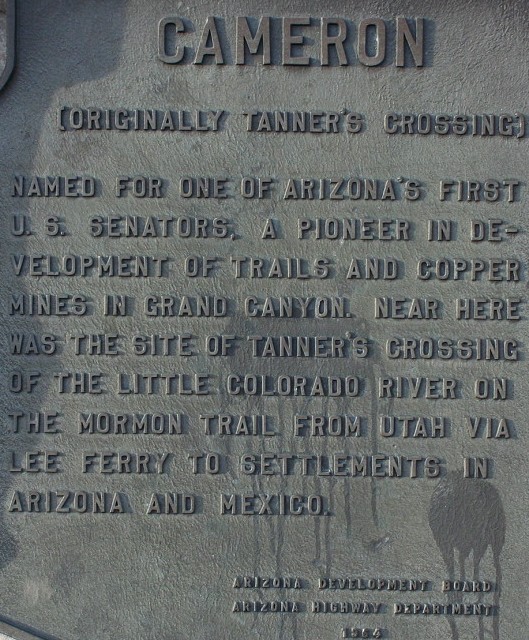 CAMERON
(ORIGINALLY TANNER'S CROSSING)
NAMED FOR ONE OF ARIZONA'S FIRST
U. S. SENATORS, A PIONEER IN DE-
VELOPMENT OF TRAILS AND COPPER
MINES IN GRAND CANYON. NEAR HERE
WAS THE SITE OF TANNER'S CROSSING
OF THE LITTLE COLORADO RIVER ON
THE MORMON TRAIL FROM UTAH VIA
LEE FERRY TO SETTLEMENTS IN
ARIZONA AND MEXICO.
ARIZONA DEVELOPMENT BOARD
ARIZONA HIGHWAY DEPARTMENT
1964